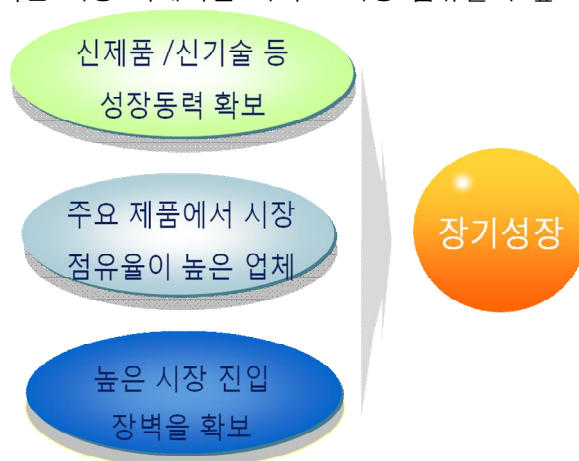 신제품 /신기술 등
성장동력 확보
주요 제품에서 시장
점유율이 높은 업체
장기성장
높은 시장 진입
장벽을 확보